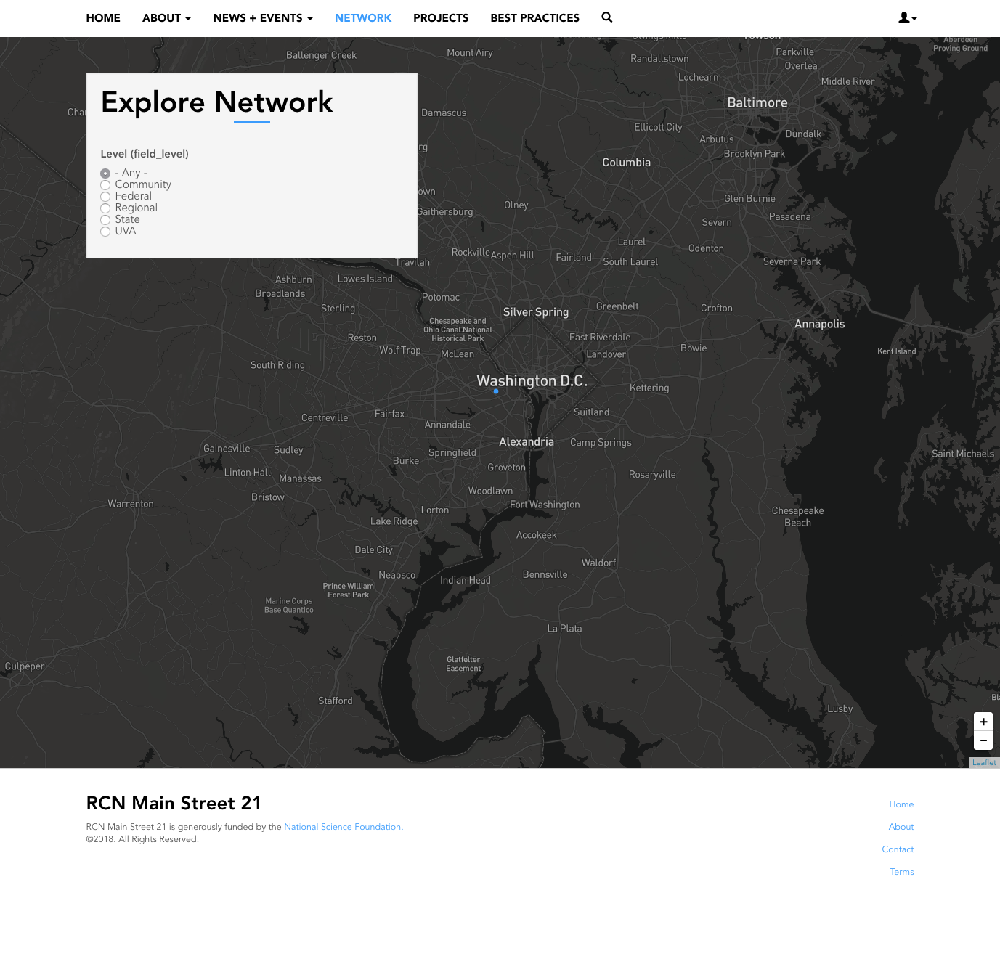 HOME ABOUT NEWS + EVENTS NETWORK PROJECTS BEST PRACTICES
Towson
Aberdeen
Proving Ground
Ballenger Creek
Mount Airy
Randallstown
Parkville
Overlea
Lochearn
Middle River
Baltimore
Explore Network
Damascus
Ellicott City
Arbutus
Dundalk
Brooklyn Park
Level (field_level)
- Any -
Community
Federal
Regional
State
UVA
Columbia
Glen Burnie
Olney
Gaithersburg
Pasadena
Severn
Laurel
Odenton
Rockville
Aspen Hill
Fairland
South Laurel
Severna Park
Travilah
Ashburn
Lowes Island
Broadlands
Potomac
Sterling
Silver Spring
Greenbelt
Crofton
Chesapeake and
Ohio Canal National
Historical Park
Annapolis
Reston
East Riverdale
Wolf Trap
McLean
Landover
Bowie
Kent Island
South Riding
Washington D.C.
Kettering
Centreville
Fairfax
Suitland
Annandale
Alexandria
Camp Springs
Gainesville
Sudley
Springfield
Saint Michaels
Burke
Groveton
Linton Hall
Manassas
Rosaryville
Woodlawn
Bristow
Warrenton
Fort Washington
Lorton
Chesapeake
Beach
Lake Ridge
Accokeek
Dale City
Waldorf
Neabsco
Indian Head
Bennsville
Prince William
Forest Park
Marine Corps
Base Quantico
La Plata
Glatfelter
Easement
Culpeper
Stafford
Lusby
+
−
Leaflet
RCN Main Street 21
RCN Main Street 21 is generously funded by the National Science Foundation.
©2018. All Rights Reserved.
Home
About
Contact
Terms